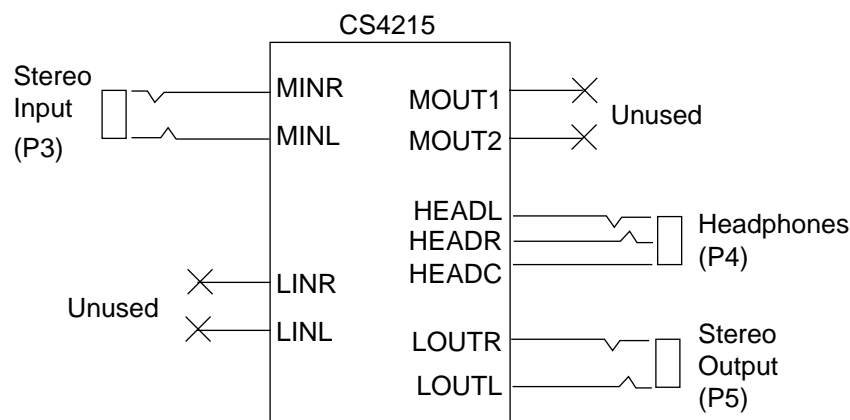 CS4215
Stereo
Input
(P3)
MINR
MINL
MOUT1
MOUT2
Unused
HEADL
HEADR
HEADC
Headphones
(P4)
Unused
LINR
LINL
LOUTR
LOUTL
Stereo
Output
(P5)